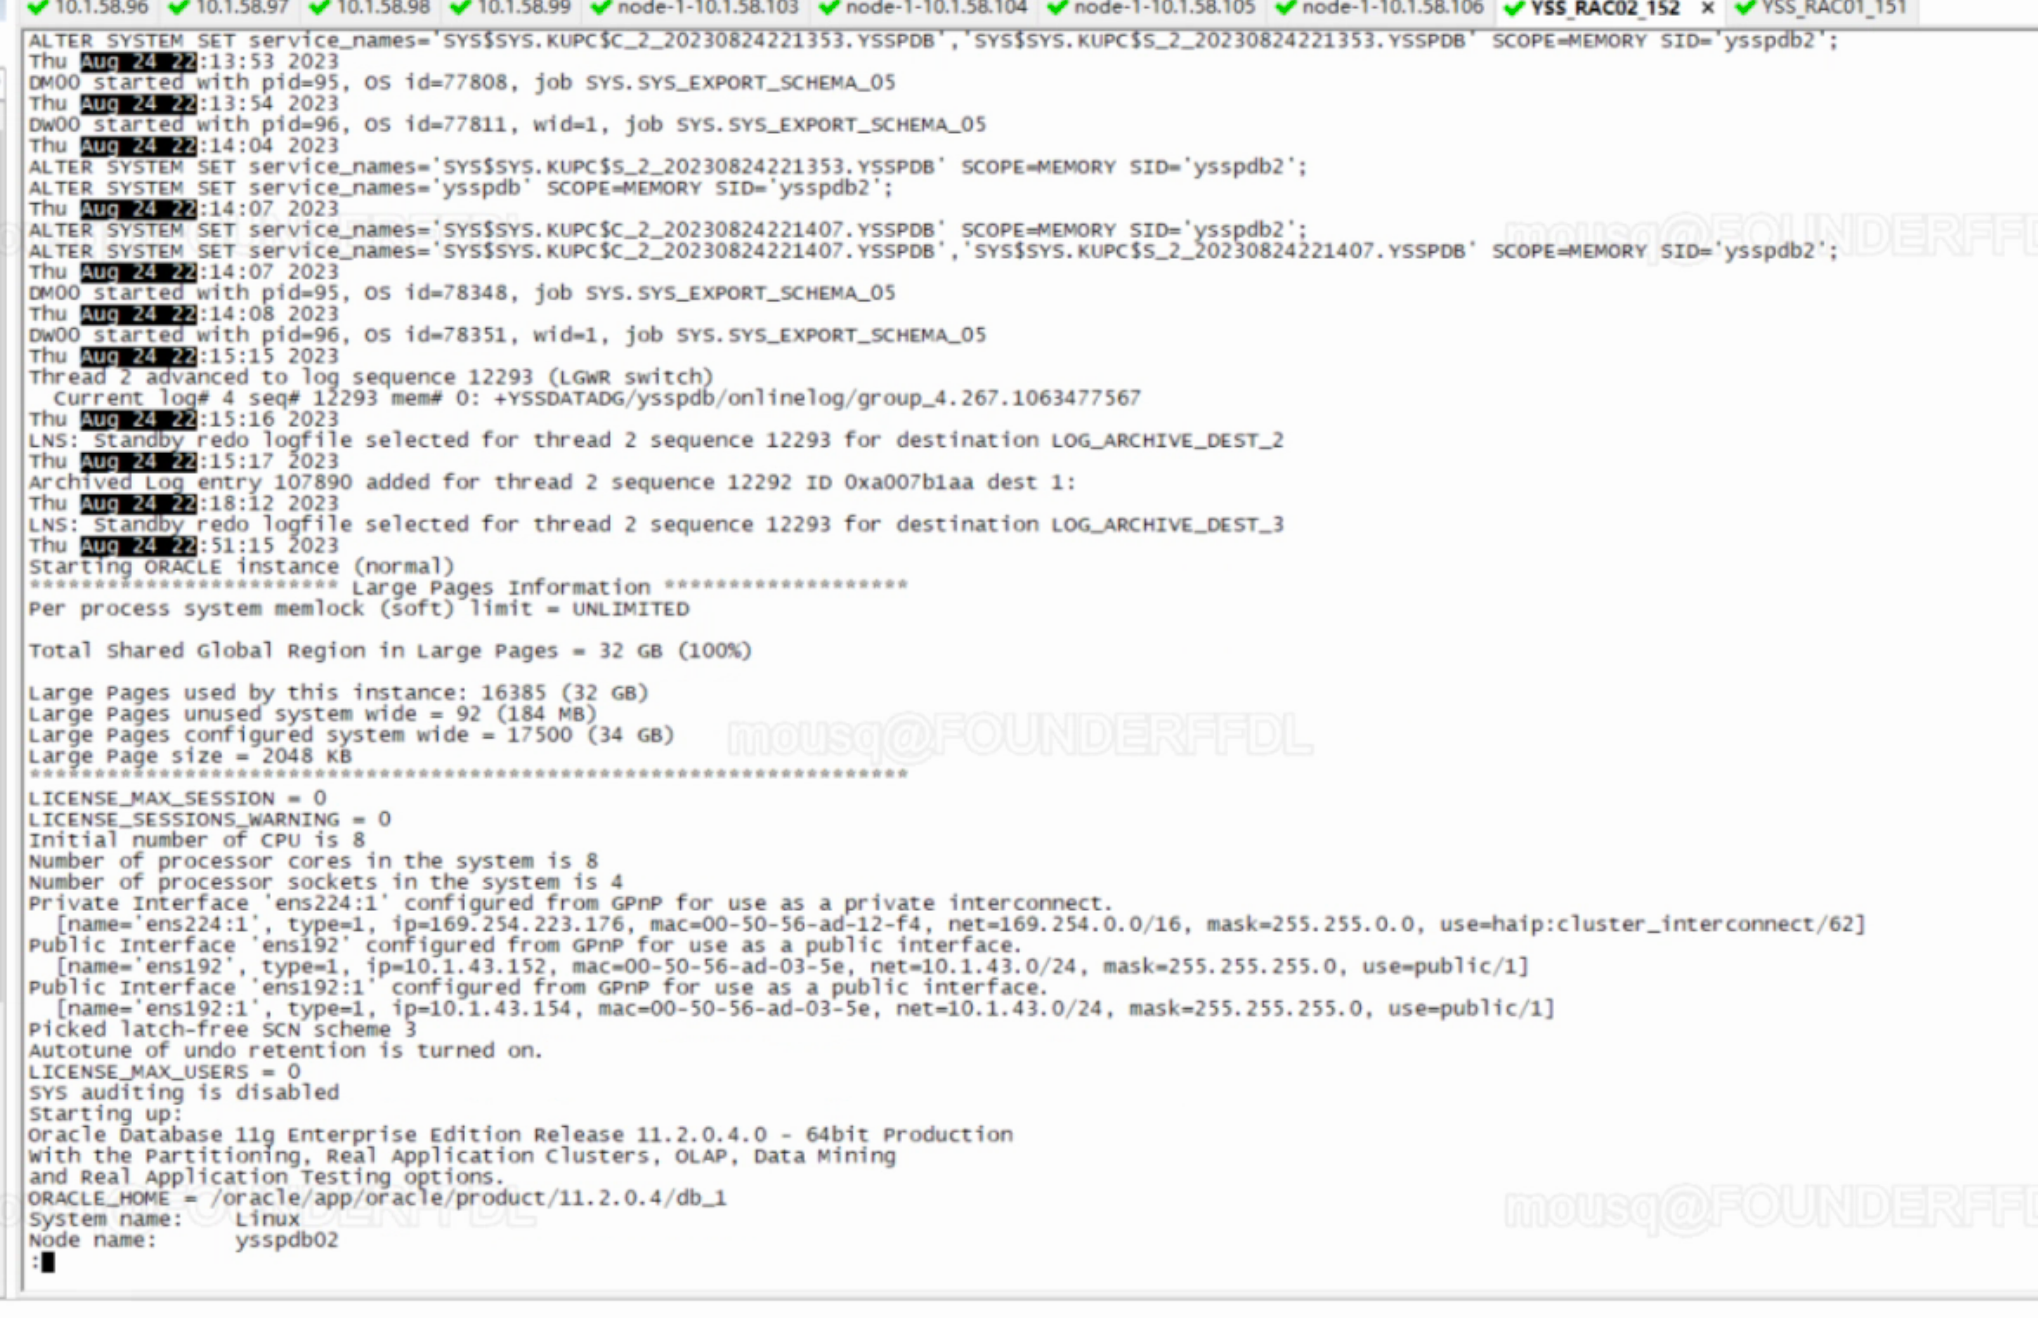 10.1.58.96 10.1.58.97 10.1.58.98 10.1.58.99 node-1-10.1.58.103 node-1-10.1.58.104 node-1-10.1.58.105 node-1-10.1.58.106 YSS_RAC02_152 × YSS_RAC01_151
ALTER SYSTEM SET service_names='SYS$SYS.KUPC$C_2_20230824221353.YSSPDB','SYS$SYS.KUPC$S_2_20230824221353.YSSPDB' SCOPE=MEMORY SID='ysspdb2';
Thu Aug 24 22:13:53 2023
DM00 started with pid=95, OS id=77808, job SYS.SYS_EXPORT_SCHEMA_05
Thu Aug 24 22:13:54 2023
DW00 started with pid=96, OS id=77811, wid=1, job SYS.SYS_EXPORT_SCHEMA_05
Thu Aug 24 22:14:04 2023
ALTER SYSTEM SET service_names='SYS$SYS.KUPC$S_2_20230824221353.YSSPDB' SCOPE=MEMORY SID='ysspdb2';
ALTER SYSTEM SET service_names='ysspdb' SCOPE=MEMORY SID='ysspdb2';
Thu Aug 24 22:14:07 2023
ALTER SYSTEM SET service_names='SYS$SYS.KUPC$C_2_20230824221407.YSSPDB' SCOPE=MEMORY SID='ysspdb2';
ALTER SYSTEM SET service_names='SYS$SYS.KUPC$C_2_20230824221407.YSSPDB','SYS$SYS.KUPC$S_2_20230824221407.YSSPDB' SCOPE=MEMORY SID='ysspdb2';
Thu Aug 24 22:14:07 2023
DM00 started with pid=95, OS id=78348, job SYS.SYS_EXPORT_SCHEMA_05
Thu Aug 24 22:14:08 2023
DW00 started with pid=96, OS id=78351, wid=1, job SYS.SYS_EXPORT_SCHEMA_05
Thu Aug 24 22:15:15 2023
Thread 2 advanced to log sequence 12293 (LGWR switch)
Current log# 4 seq# 12293 mem# 0: +YSSDATADG/ysspdb/onlinelog/group_4.267.1063477567
Thu Aug 24 22:15:16 2023
LNS: Standby redo logfile selected for thread 2 sequence 12293 for destination LOG_ARCHIVE_DEST_2
Thu Aug 24 22:15:17 2023
Archived Log entry 107890 added for thread 2 sequence 12292 ID 0xa007b1aa dest 1:
Thu Aug 24 22:18:12 2023
LNS: Standby redo logfile selected for thread 2 sequence 12293 for destination LOG_ARCHIVE_DEST_3
Thu Aug 24 22:51:15 2023
Starting ORACLE instance (normal)
************************ Large Pages Information *******************
Per process system memlock (soft) limit = UNLIMITED
Total Shared Global Region in Large Pages = 32 GB (100%)
Large Pages used by this instance: 16385 (32 GB)
Large Pages unused system wide = 92 (184 MB)
Large Pages configured system wide = 17500 (34 GB)
Large Page size = 2048 KB
********************************************************************
LICENSE_MAX_SESSION = 0
LICENSE_SESSIONS_WARNING = 0
Initial number of CPU is 8
Number of processor cores in the system is 8
Number of processor sockets in the system is 4
Private Interface 'ens224:1' configured from GPnP for use as a private interconnect.
[name='ens224:1', type=1, ip=169.254.223.176, mac=00-50-56-ad-12-f4, net=169.254.0.0/16, mask=255.255.0.0, use=haip:cluster_interconnect/62]
Public Interface 'ens192' configured from GPnP for use as a public interface.
[name='ens192', type=1, ip=10.1.43.152, mac=00-50-56-ad-03-5e, net=10.1.43.0/24, mask=255.255.255.0, use=public/1]
Public Interface 'ens192:1' configured from GPnP for use as a public interface.
[name='ens192:1', type=1, ip=10.1.43.154, mac=00-50-56-ad-03-5e, net=10.1.43.0/24, mask=255.255.255.0, use=public/1]
Picked latch-free SCN scheme 3
Autotune of undo retention is turned on.
LICENSE_MAX_USERS = 0
SYS auditing is disabled
Starting up:
Oracle Database 11g Enterprise Edition Release 11.2.0.4.0 - 64bit Production
With the Partitioning, Real Application Clusters, OLAP, Data Mining
and Real Application Testing options.
ORACLE_HOME = /oracle/app/oracle/product/11.2.0.4/db_1
System name: Linux
Node name: ysspdb02
:
mousq@FOUNDERFFDL